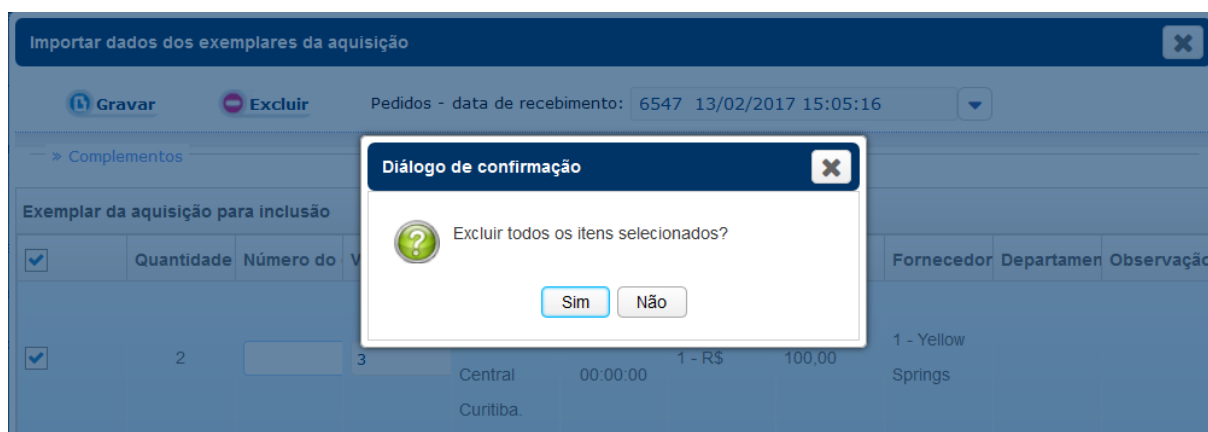 Importar dados dos exemplares da aquisição
Gravar Excluir Pedidos - data de recebimento: 6547 13/02/2017 15:05:16
» Complementos
Diálogo de confirmação
Excluir todos os itens selecionados?
Sim Não
Exemplar da aquisição para inclusão
Quantidade Número do V Fornecedor Departamen Observação
2 3 Central 00:00:00 1 - R$ 100,00 1 - Yellow
Springs
Curitiba.